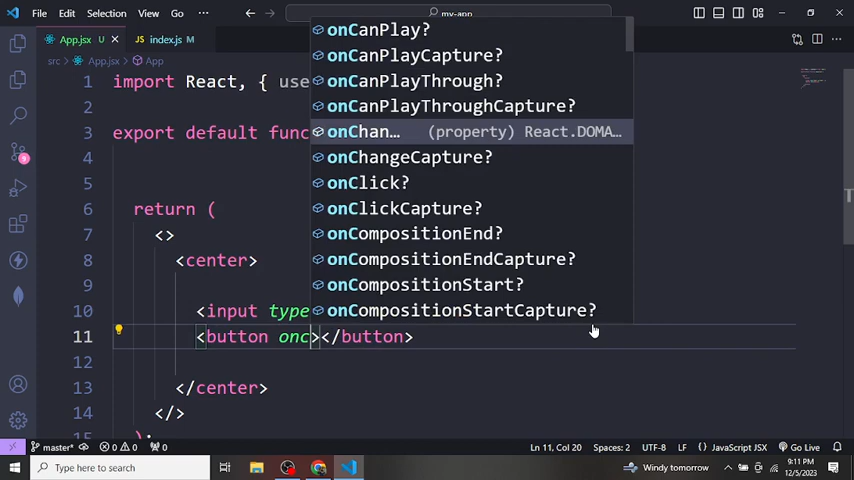 File Edit Selection View Go ··· my-app
App.jsx U index.js M
src > App.jsx > App
1 import React, { use
2
3 export default func
4
5
6 return (
7 <>
8 <center>
9
10 <input type
11 <button onc></button>
12
13 </center>
14 </>
);
onCanPlay?
onCanPlayCapture?
onCanPlayThrough?
onCanPlayThroughCapture?
onChan... (property) React.DOMA...
onChangeCapture?
onClick?
onClickCapture?
onCompositionEnd?
onCompositionEndCapture?
onCompositionStart?
onCompositionStartCapture?
9
master* 0 0 0 Ln 11, Col 20 Spaces: 2 UTF-8 LF {} JavaScript JSX Go Live
Type here to search Windy tomorrow 9:11 PM
12/5/2023